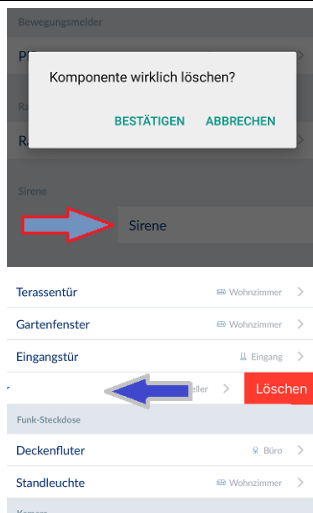 Bewegungsmelder
Komponente wirklich löschen?
BESTÄTIGEN ABBRECHEN
Sirene
Sirene
Terassentür Wohnzimmer
Gartenfenster Wohnzimmer
Eingangstür Eingang
eller Löschen
Funk-Steckdose
Deckenfluter Büro
Standleuchte Wohnzimmer